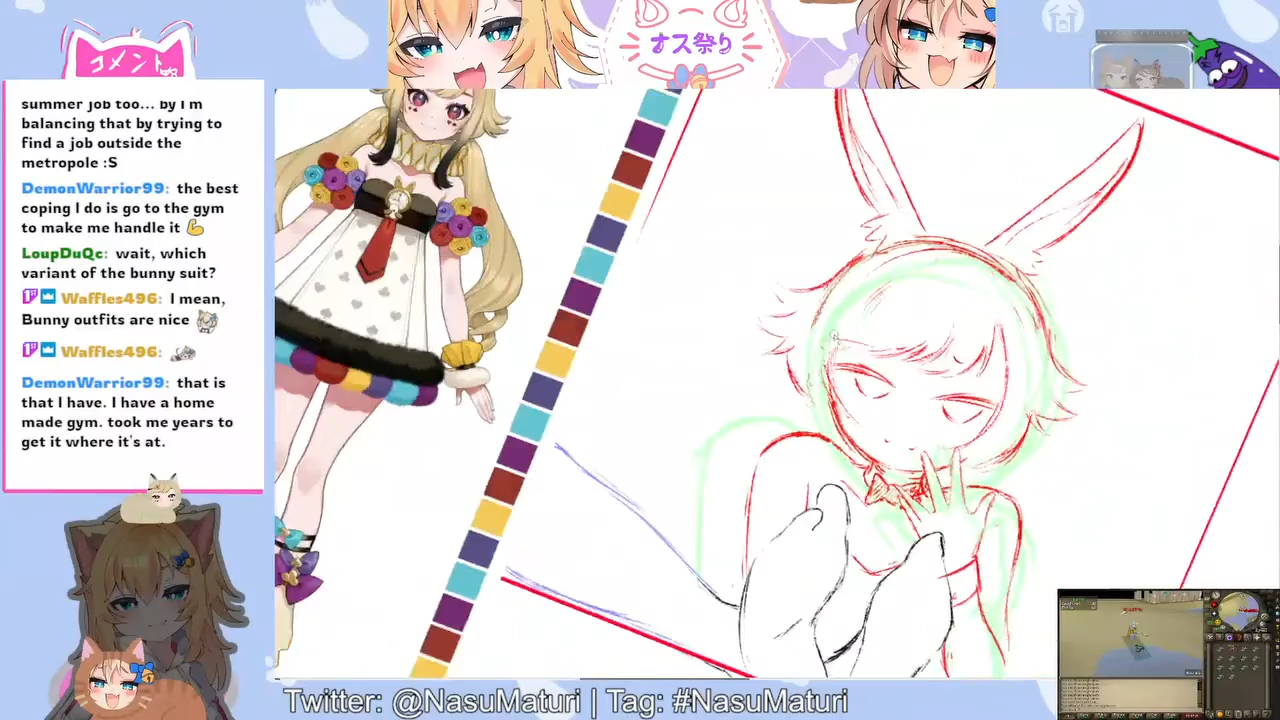 コメント
ナス祭り
summer job too... by I'm
balancing that by trying to
find a job outside the
metropole :S
DemonWarrior99: the best
coping I do is go to the gym
to make me handle it 💪
LoupDuQc: wait, which
variant of the bunny suit?
Waffles496: I mean,
Bunny outfits are nice
Waffles496:
DemonWarrior99: that is
that I have. I have a home
made gym. took me years to
get it where it's at.
Twitter: @NasuMaturi | Tag: #NasuMaturi